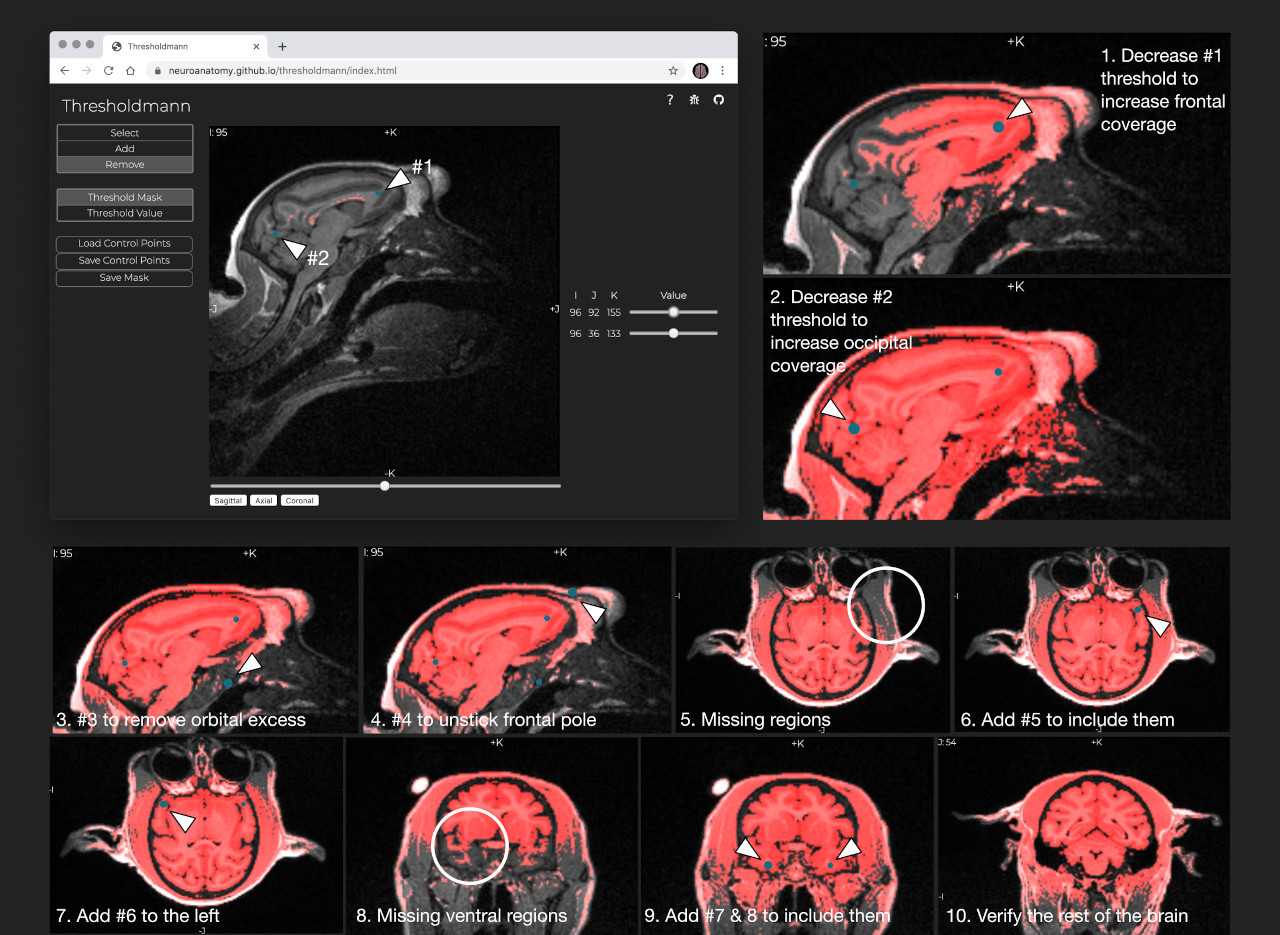 Thresholdmann
neuroanatomy.github.io/thresholdmann/index.html
Thresholdmann
?
Select
Add
Remove
Threshold Mask
Threshold Value
Load Control Points
Save Control Points
Save Mask
I: 95
+K
#1
#2
-J
+J
-K
I J K Value
96 92 155
96 36 133
Sagittal Axial Coronal
: 95
+K
1. Decrease #1
threshold to
increase frontal
coverage
+K
2. Decrease #2
threshold to
increase occipital
coverage
I: 95
+K
3. #3 to remove orbital excess
I: 95
+K
4. #4 to unstick frontal pole
-I
5. Missing regions
-J
-I
6. Add #5 to include them
-J
-I
7. Add #6 to the left
-J
+K
8. Missing ventral regions
+K
9. Add #7 & 8 to include them
J: 54
+K
-I
10. Verify the rest of the brain